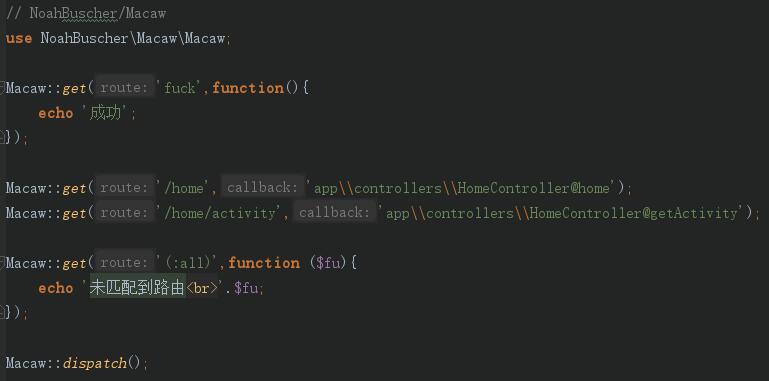 // NoahBuscher/Macaw
use NoahBuscher\Macaw\Macaw;
Macaw::get( route: 'fuck',function(){
echo '成功';
});
Macaw::get( route: '/home', callback: 'app\\controllers\\HomeController@home');
Macaw::get( route: '/home/activity', callback: 'app\\controllers\\HomeController@getActivity');
Macaw::get( route: '(:all)',function ($fu){
echo '未匹配到路由<br>'.$fu;
});
Macaw::dispatch();